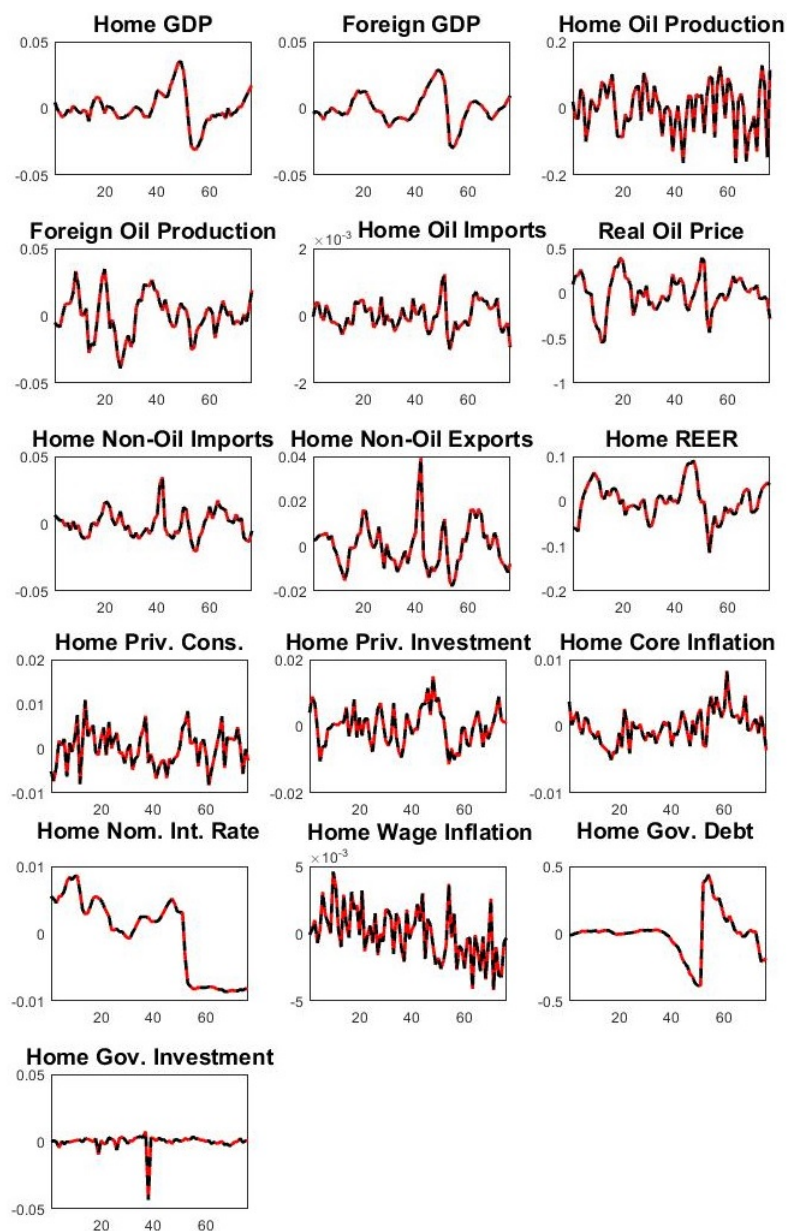 Home GDP
0.05
0
-0.05
20 40 60
Foreign GDP
0.05
0
-0.05
20 40 60
Home Oil Production
0.2
0
-0.2
20 40 60
Foreign Oil Production
0.05
0
-0.05
20 40 60
×10⁻³ Home Oil Imports
2
0
-2
20 40 60
Real Oil Price
0.5
0
-0.5
-1
20 40 60
Home Non-Oil Imports
0.05
0
-0.05
20 40 60
Home Non-Oil Exports
0.04
0.02
0
-0.02
20 40 60
Home REER
0.1
0
-0.1
-0.2
20 40 60
Home Priv. Cons.
0.02
0.01
0
-0.01
20 40 60
Home Priv. Investment
0.02
0
-0.02
20 40 60
Home Core Inflation
0.01
0
-0.01
20 40 60
Home Nom. Int. Rate
0.01
0
-0.01
20 40 60
Home Wage Inflation
×10⁻³
5
0
-5
20 40 60
Home Gov. Debt
0.5
0
-0.5
20 40 60
Home Gov. Investment
0.05
0
-0.05
20 40 60